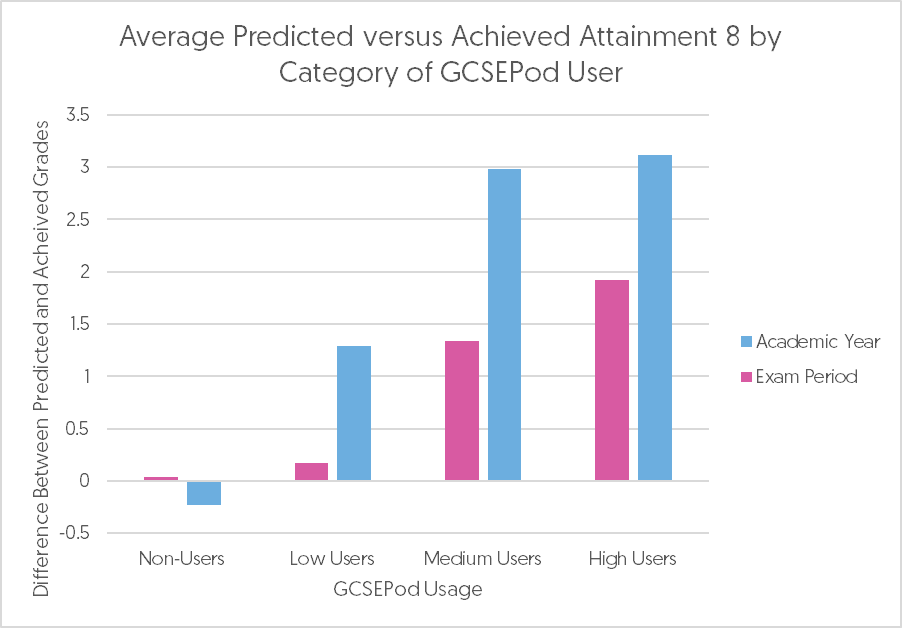 Average Predicted versus Achieved Attainment 8 by
Category of GCSEPod User
Difference Between Predicted and Acheived Grades
3.5
3
2.5
2
1.5
1
0.5
0
-0.5
Non-Users
Low Users
Medium Users
High Users
GCSEPod Usage
Academic Year
Exam Period